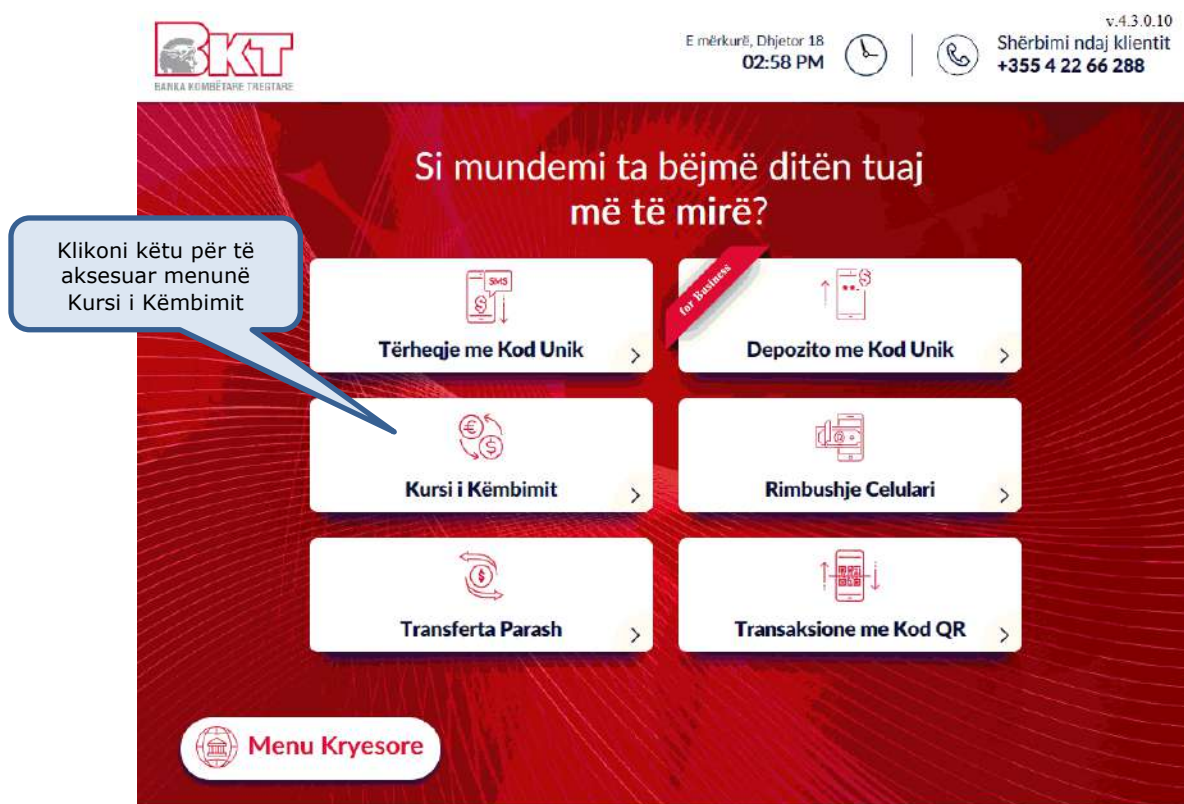 v.4.3.0.10
BKT
BANKA KOMBËTARE TREGTARE
E mërkurë, Dhjetor 18
02:58 PM
Shërbimi ndaj klientit
+355 4 22 66 288
Si mundemi ta bëjmë ditën tuaj
më të mirë?
Klikoni këtu për të
aksesuar menunë
Kursi i Këmbimit
SMS
Tërheqje me Kod Unik
for Business
Depozito me Kod Unik
Kursi i Këmbimit
Rimbushje Celulari
Transferta Parash
Transaksione me Kod QR
Menu Kryesore